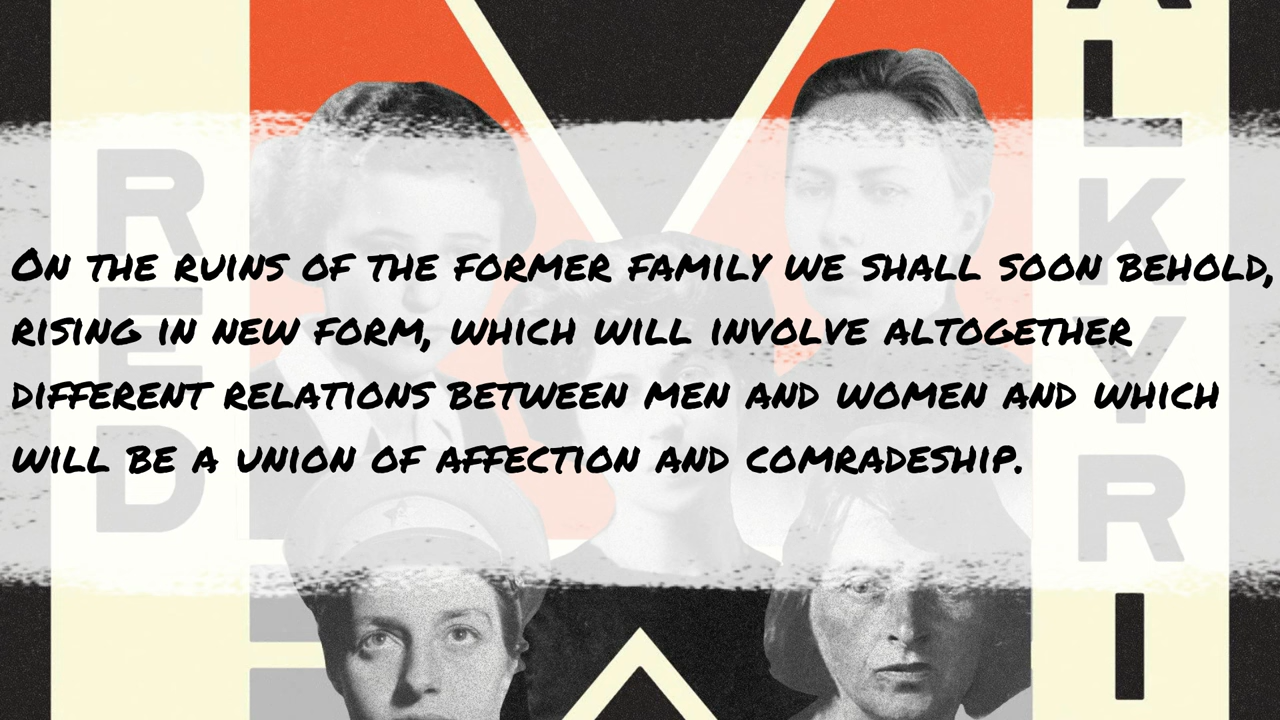 RED
ALKYRI
On the ruins of the former family we shall soon behold,
rising in new form, which will involve altogether
different relations between men and women and which
will be a union of affection and comradeship.